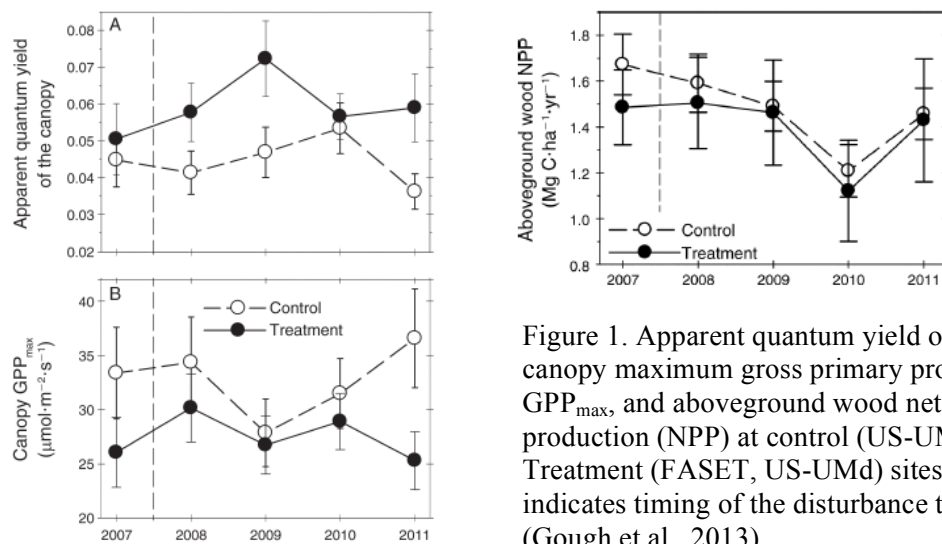 A
0.08
0.07
0.06
0.05
0.04
0.03
0.02
Apparent quantum yield
of the canopy
B
Control
Treatment
40
35
30
25
20
Canopy GPPmax
(μmol·m⁻²·s⁻¹)
2007 2008 2009 2010 2011
1.8
1.6
1.4
1.2
1.0
0.8
Aboveground wood NPP
(Mg C·ha⁻¹·yr⁻¹)
Control
Treatment
2007 2008 2009 2010 2011
Figure 1. Apparent quantum yield o
canopy maximum gross primary pro
GPPmax, and aboveground wood net
production (NPP) at control (US-UM
Treatment (FASET, US-UMd) sites
indicates timing of the disturbance t
(Gough et al., 2013)